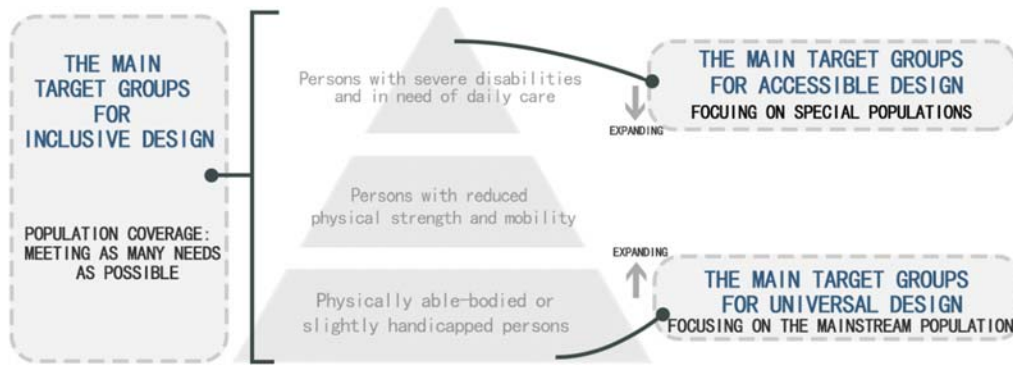 THE MAIN
TARGET GROUPS
FOR
INCLUSIVE DESIGN
POPULATION COVERAGE:
MEETING AS MANY NEEDS
AS POSSIBLE
Persons with severe disabilities
and in need of daily care
Persons with reduced
physical strength and mobility
Physically able-bodied or
slightly handicapped persons
THE MAIN TARGET GROUPS
FOR ACCESSIBLE DESIGN
FOCUSING ON SPECIAL POPULATIONS
EXPANDING
EXPANDING
THE MAIN TARGET GROUPS
FOR UNIVERSAL DESIGN
FOCUSING ON THE MAINSTREAM POPULATION